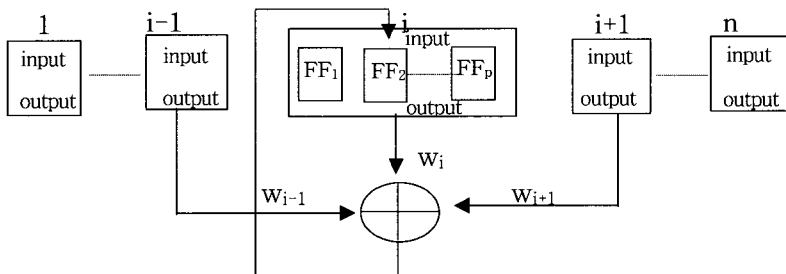 1
i-1
i
i+1
n
input
output
input
output
input
FF₁
FF₂
FFₚ
output
input
output
input
output
wᵢ
wᵢ₋₁
wᵢ₊₁